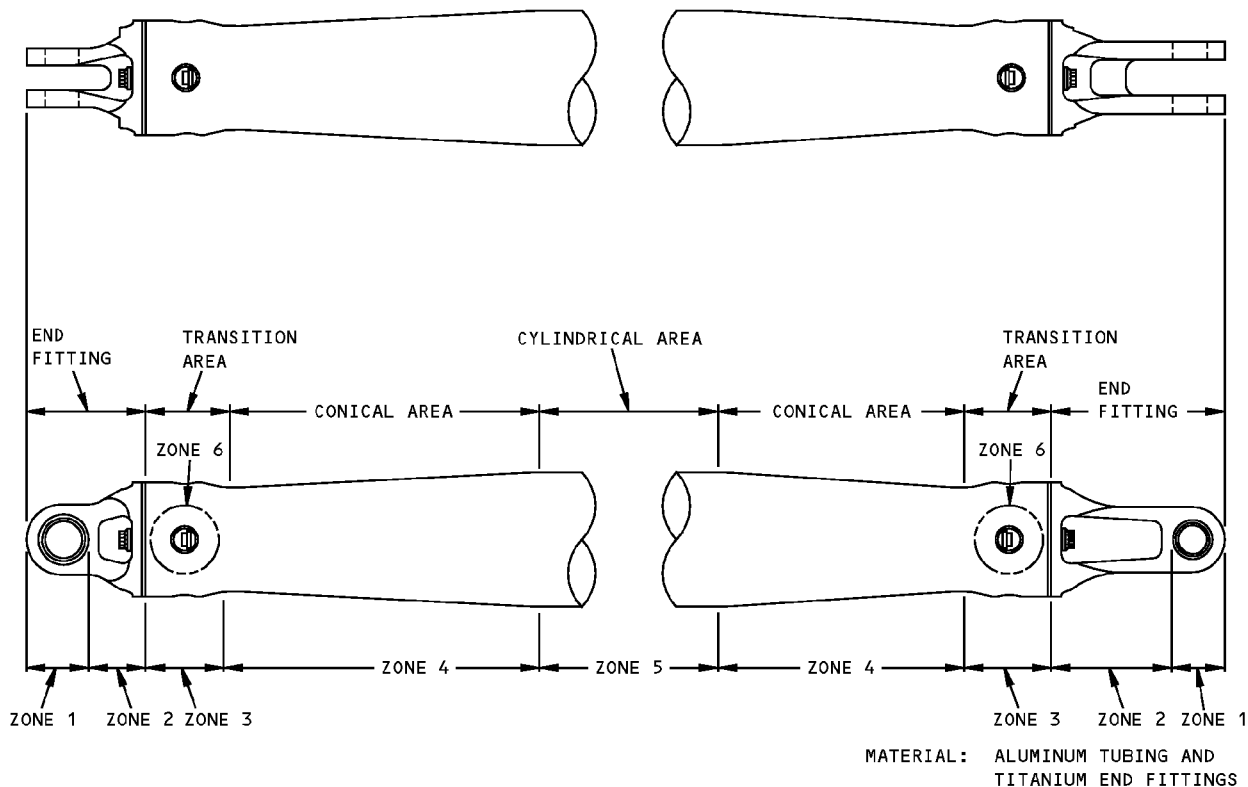 END
FITTING
TRANSITION
AREA
CYLINDRICAL AREA
TRANSITION
AREA
END
FITTING
CONICAL AREA
CONICAL AREA
ZONE 6
ZONE 6
ZONE 4
ZONE 5
ZONE 4
ZONE 1
ZONE 2
ZONE 3
ZONE 3
ZONE 2
ZONE 1
MATERIAL: ALUMINUM TUBING AND
TITANIUM END FITTINGS